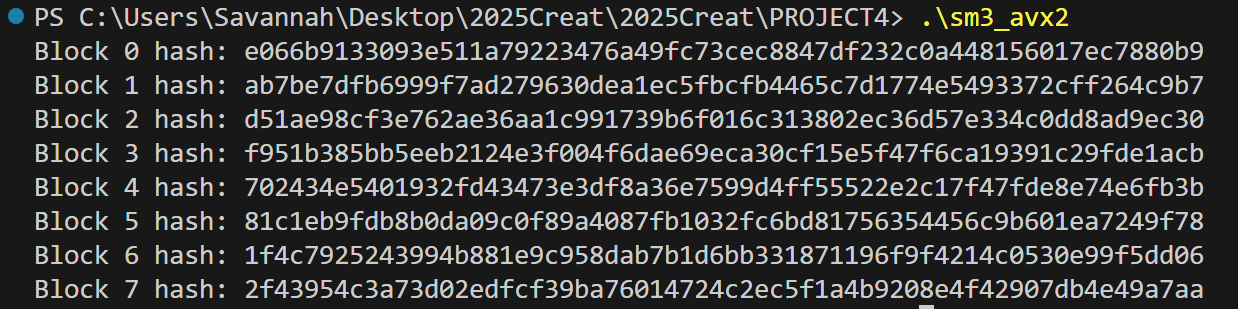 PS C:\Users\Savannah\Desktop\2025Creat\2025Creat\PROJECT4> .\sm3_avx2
Block 0 hash: e066b9133093e511a79223476a49fc73cec8847df232c0a448156017ec7880b9
Block 1 hash: ab7be7dfb6999f7ad279630dea1ec5fbcfb4465c7d1774e5493372cff264c9b7
Block 2 hash: d51ae98cf3e762ae36aa1c991739b6f016c313802ec36d57e334c0dd8ad9ec30
Block 3 hash: f951b385bb5eeb2124e3f004f6dae69eca30cf15e5f47f6ca19391c29fde1acb
Block 4 hash: 702434e5401932fd43473e3df8a36e7599d4ff55522e2c17f47fde8e74e6fb3b
Block 5 hash: 81c1eb9fdb8b0da09c0f89a4087fb1032fc6bd81756354456c9b601ea7249f78
Block 6 hash: 1f4c7925243994b881e9c958dab7b1d6bb331871196f9f4214c0530e99f5dd06
Block 7 hash: 2f43954c3a73d02edfcf39ba76014724c2ec5f1a4b9208e4f42907db4e49a7aa